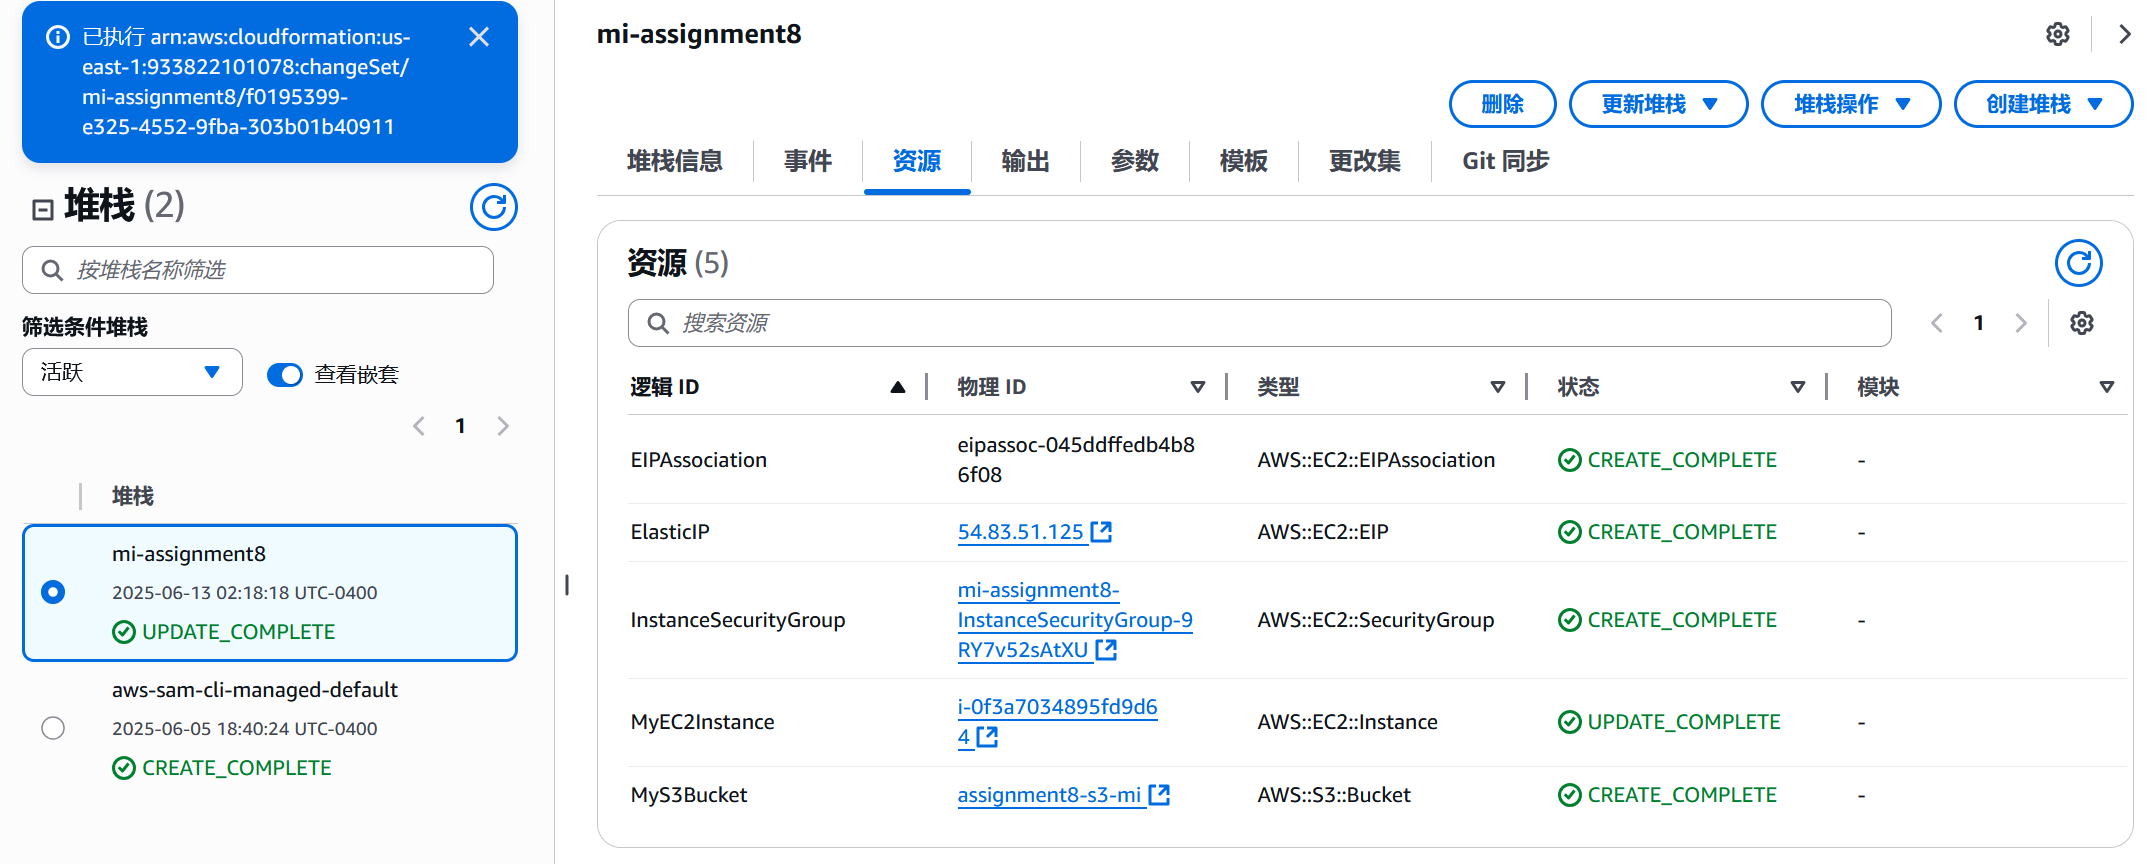 已执行 arn:aws:cloudformation:us-
east-1:933822101078:changeSet/
mi-assignment8/f0195399-
e325-4552-9fba-303b01b40911
堆栈 (2)
按堆栈名称筛选
筛选条件堆栈
活跃
查看嵌套
1
堆栈
mi-assignment8
2025-06-13 02:18:18 UTC-0400
UPDATE_COMPLETE
aws-sam-cli-managed-default
2025-06-05 18:40:24 UTC-0400
CREATE_COMPLETE
mi-assignment8
删除 更新堆栈 堆栈操作 创建堆栈
堆栈信息 事件 资源 输出 参数 模板 更改集 Git 同步
资源 (5)
搜索资源
1
逻辑 ID 物理 ID 类型 状态 模块
EIPAssociation eipassoc-045ddffedb4b8 AWS::EC2::EIPAssociation CREATE_COMPLETE -
6f08
ElasticIP 54.83.51.125 AWS::EC2::EIP CREATE_COMPLETE -
mi-assignment8-
InstanceSecurityGroup InstanceSecurityGroup-9 AWS::EC2::SecurityGroup CREATE_COMPLETE -
RY7v52sAtXU
MyEC2Instance i-0f3a7034895fd9d6 AWS::EC2::Instance UPDATE_COMPLETE -
4
MyS3Bucket assignment8-s3-mi AWS::S3::Bucket CREATE_COMPLETE -